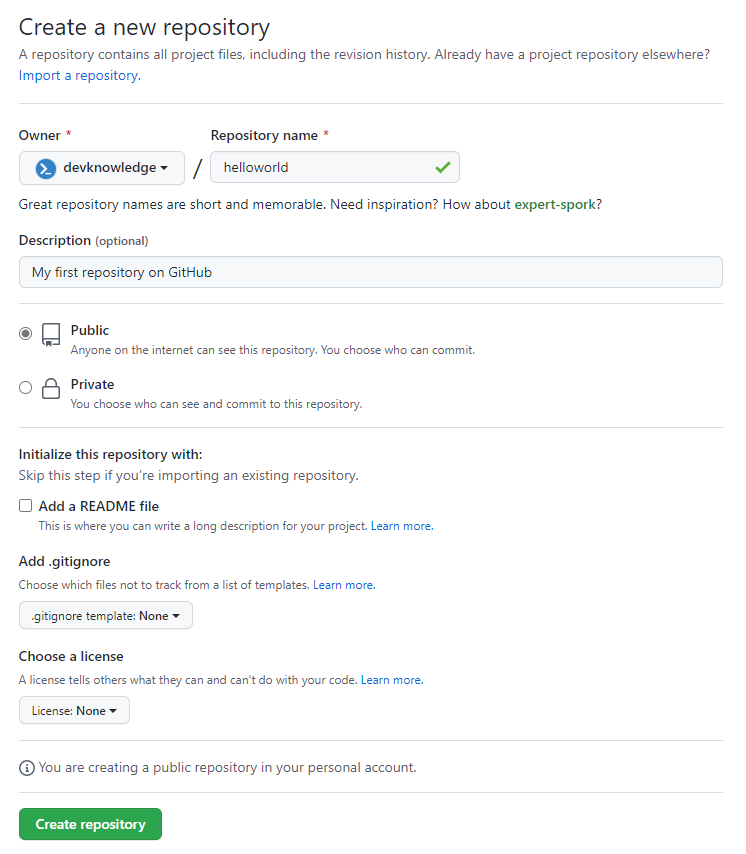 Create a new repository
A repository contains all project files, including the revision history. Already have a project repository elsewhere?
Import a repository.
Owner * Repository name *
devknowledge / helloworld
Great repository names are short and memorable. Need inspiration? How about expert-spork?
Description (optional)
My first repository on GitHub
Public
Anyone on the internet can see this repository. You choose who can commit.
Private
You choose who can see and commit to this repository.
Initialize this repository with:
Skip this step if you're importing an existing repository.
Add a README file
This is where you can write a long description for your project. Learn more.
Add .gitignore
Choose which files not to track from a list of templates. Learn more.
.gitignore template: None
Choose a license
A license tells others what they can and can't do with your code. Learn more.
License: None
You are creating a public repository in your personal account.
Create repository